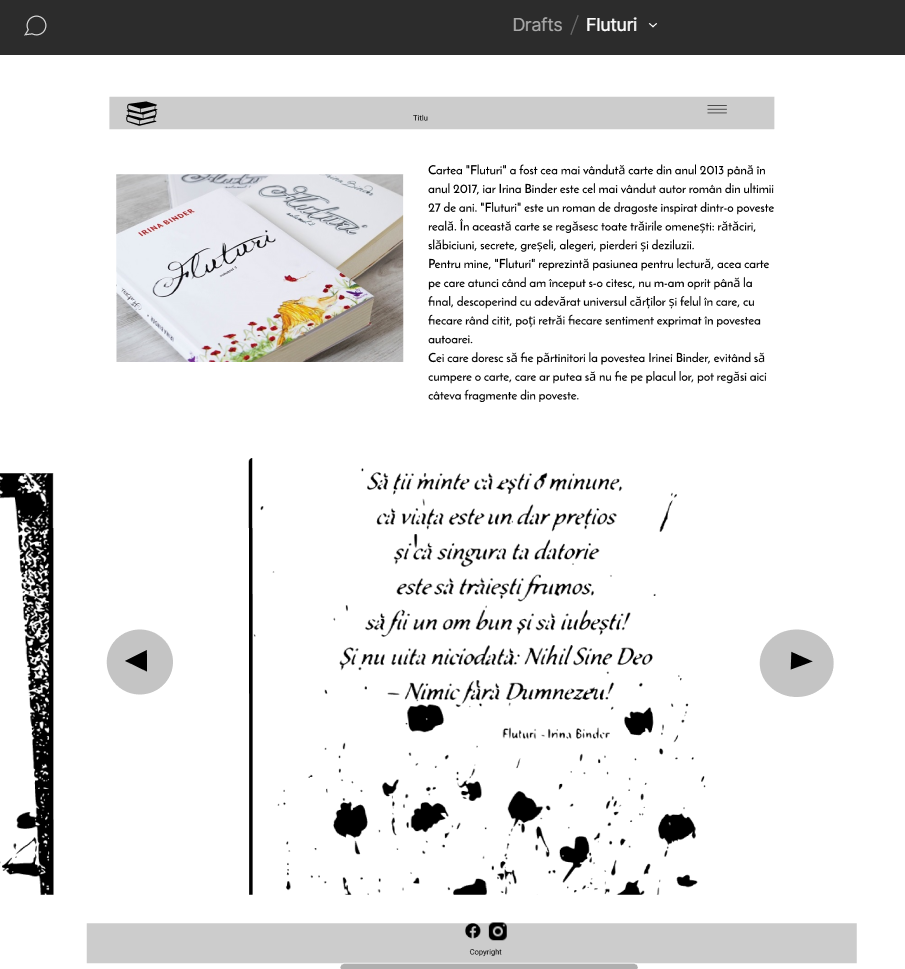 Drafts / Fluturi
Titlu
IRINA BINDER
Fluturi
Fluturi
Cartea "Fluturi" a fost cea mai vândută carte din anul 2013 până în
anul 2017, iar Irina Binder este cel mai vândut autor român din ultimii
27 de ani. "Fluturi" este un roman de dragoste inspirat dintr-o poveste
reală. În această carte se regăsesc toate trăirile omenești: rătăciri,
slăbiciuni, secrete, greșeli, alegeri, pierderi și deziluzii.
Pentru mine, "Fluturi" reprezintă pasiunea pentru lectură, acea carte
pe care atunci când am început s-o citesc, nu m-am oprit până la
final, descoperind cu adevărat universul cărților și felul în care, cu
fiecare rând citit, poți retrăi fiecare sentiment exprimat în povestea
autoarei.
Cei care doresc să fie părtinitori la povestea Irinei Binder, evitând să
cumpere o carte, care ar putea să nu fie pe placul lor, pot regăsi aici
câteva fragmente din poveste.
Să ții minte că ești o minune,
că viața este un dar prețios
și că singura ta datorie
este să trăiești frumos,
să fii un om bun și să iubești!
Și nu uita niciodată: Nihil Sine Deo
– Nimic fără Dumnezeu!
Fluturi - Irina Binder
Copyright